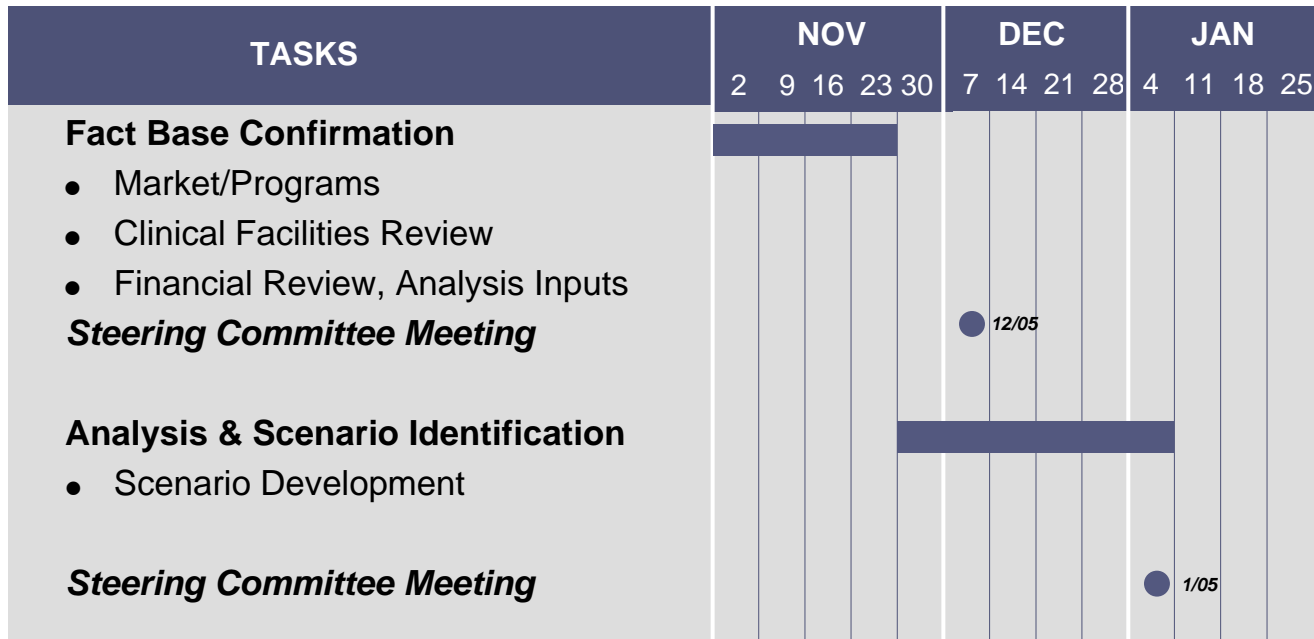 TASKS
NOV DEC JAN
2 9 16 23 30 7 14 21 28 4 11 18 25
Fact Base Confirmation
● Market/Programs
● Clinical Facilities Review
● Financial Review, Analysis Inputs
Steering Committee Meeting
12/05
Analysis & Scenario Identification
● Scenario Development
Steering Committee Meeting
1/05